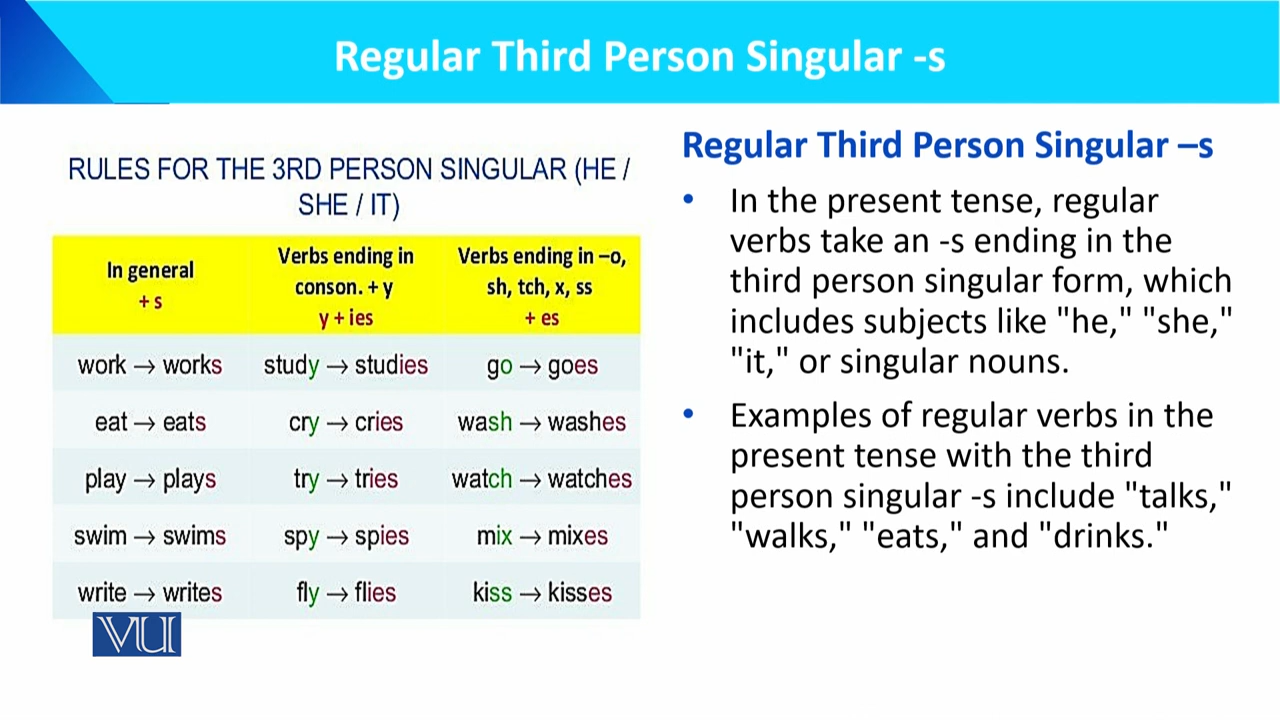 Regular Third Person Singular -s
RULES FOR THE 3RD PERSON SINGULAR (HE /
SHE / IT)
In general
+ s
Verbs ending in
conson. + y
y + ies
Verbs ending in –o,
sh, tch, x, ss
+ es
work → works
study → studies
go → goes
eat → eats
cry → cries
wash → washes
play → plays
try → tries
watch → watches
swim → swims
spy → spies
mix → mixes
write → writes
fly → flies
kiss → kisses
VU
Regular Third Person Singular –s
• In the present tense, regular
verbs take an -s ending in the
third person singular form, which
includes subjects like "he," "she,"
"it," or singular nouns.
• Examples of regular verbs in the
present tense with the third
person singular -s include "talks,"
"walks," "eats," and "drinks."